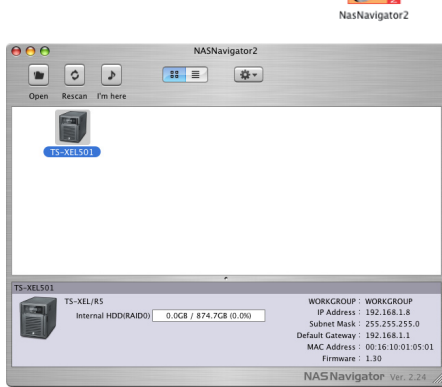 NasNavigator2
NASNavigator2
Open Rescan I'm here
TS-XEL501
TS-XEL501
TS-XEL/R5
Internal HDD(RAID0) 0.0GB / 874.7GB (0.0%)
WORKGROUP : WORKGROUP
IP Address : 192.168.1.8
Subnet Mask : 255.255.255.0
Default Gateway : 192.168.1.1
MAC Address : 00:16:10:01:05:01
Firmware : 1.30
NASNavigator Ver. 2.24